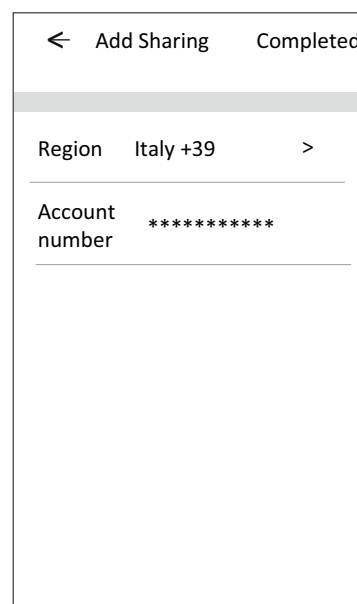 ← Add Sharing Completed
Region Italy +39 >
Account
number ***********